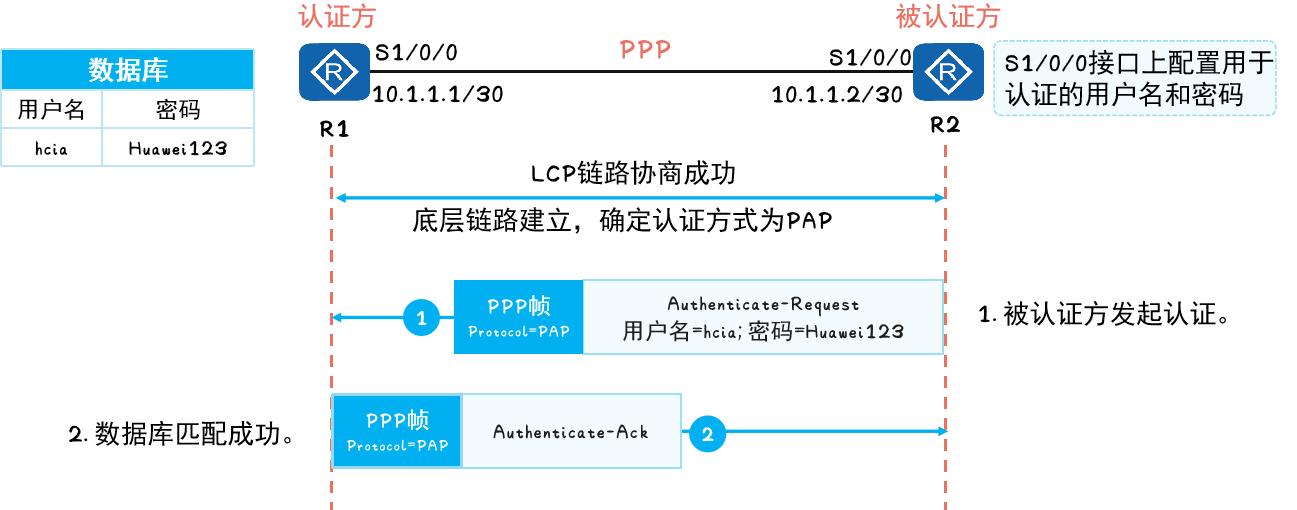 认证方
被认证方
数据库
用户名 密码
hcia Huawei123
S1/0/0
PPP
S1/0/0
10.1.1.1/30
10.1.1.2/30
R
R
R1
R2
S1/0/0接口上配置用于
认证的用户名和密码
LCP链路协商成功
底层链路建立，确定认证方式为PAP
1
PPP帧
Protocol=PAP
Authenticate-Request
用户名=hcia; 密码=Huawei123
1. 被认证方发起认证。
2. 数据库匹配成功。
PPP帧
Protocol=PAP
Authenticate-Ack
2